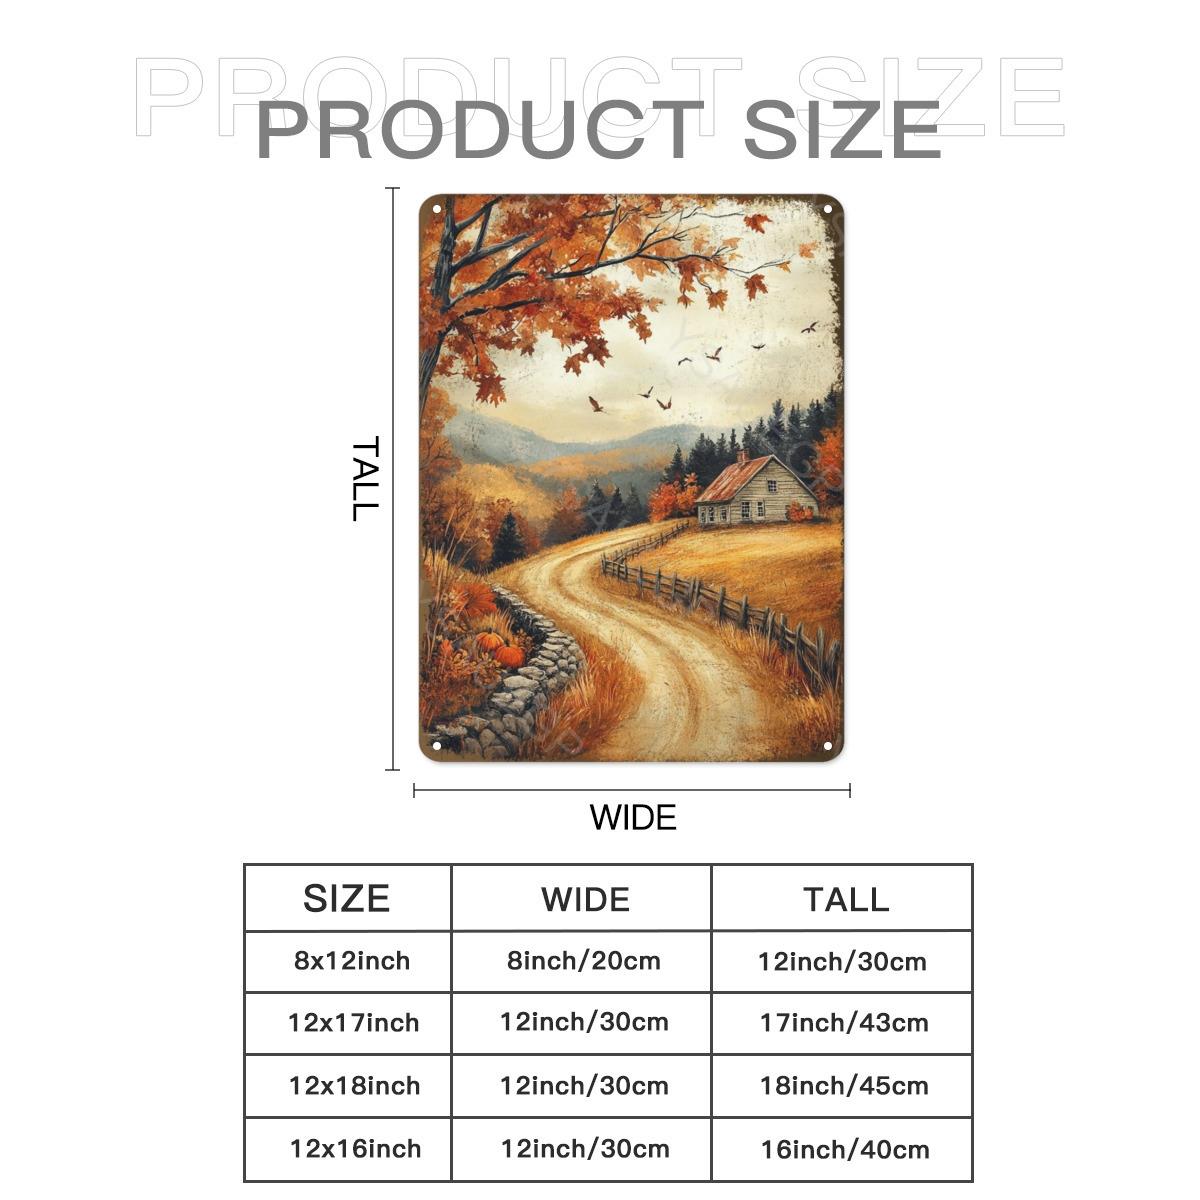 PRODUCT SIZE
PRODUCT SIZE
TALL
WIDE
SIZE WIDE TALL
8x12inch 8inch/20cm 12inch/30cm
12x17inch 12inch/30cm 17inch/43cm
12x18inch 12inch/30cm 18inch/45cm
12x16inch 12inch/30cm 16inch/40cm